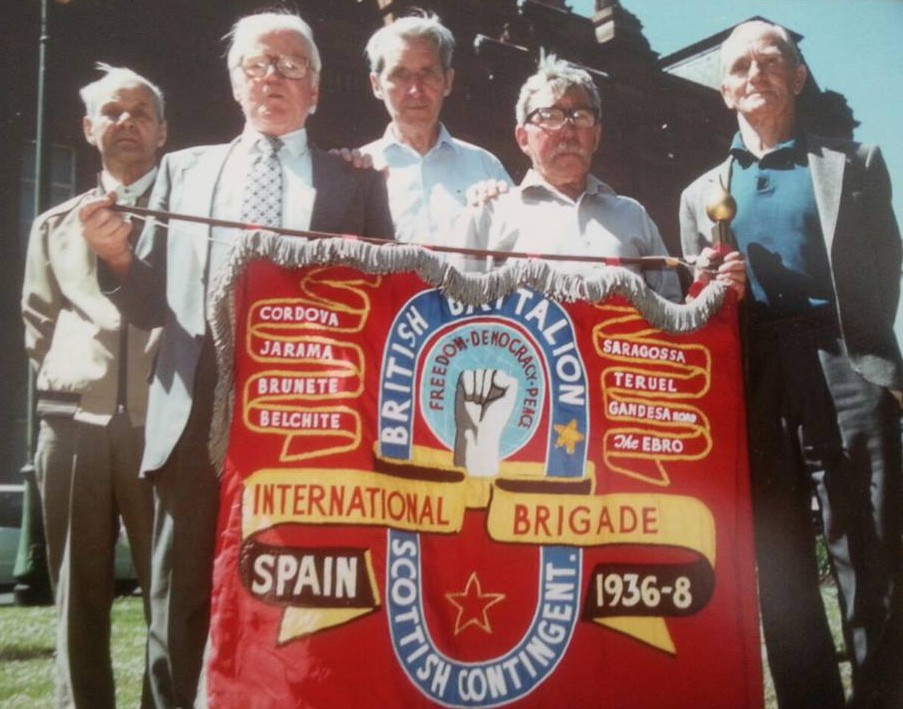 CORDOVA
JARAMA
BRUNETE
BELCHITE
BRITISH BATTALION
FREEDOM·DEMOCRACY·PEACE
SARAGOSSA
TERUEL
GANDESA ROAD
The EBRO
INTERNATIONAL BRIGADE
SPAIN 1936-8
SCOTTISH CONTINGENT.